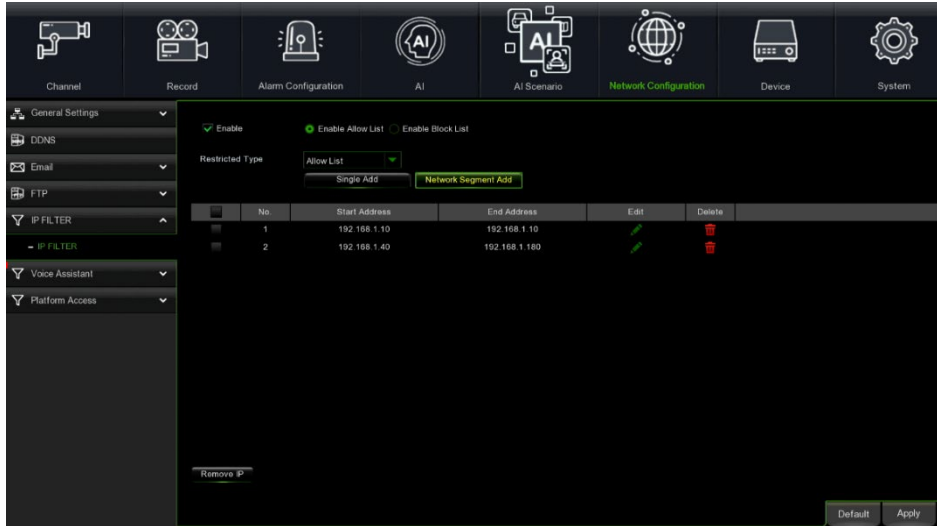 AI
AI
Channel Record Alarm Configuration AI AI Scenario Network Configuration Device System
General Settings
DDNS
Email
FTP
IP FILTER
IP FILTER
Voice Assistant
Platform Access
Enable Enable Allow List Enable Block List
Restricted Type Allow List
Single Add Network Segment Add
No. Start Address End Address Edit Delete
1 192.168.1.10 192.168.1.10
2 192.168.1.40 192.168.1.180
Remove IP
Default Apply